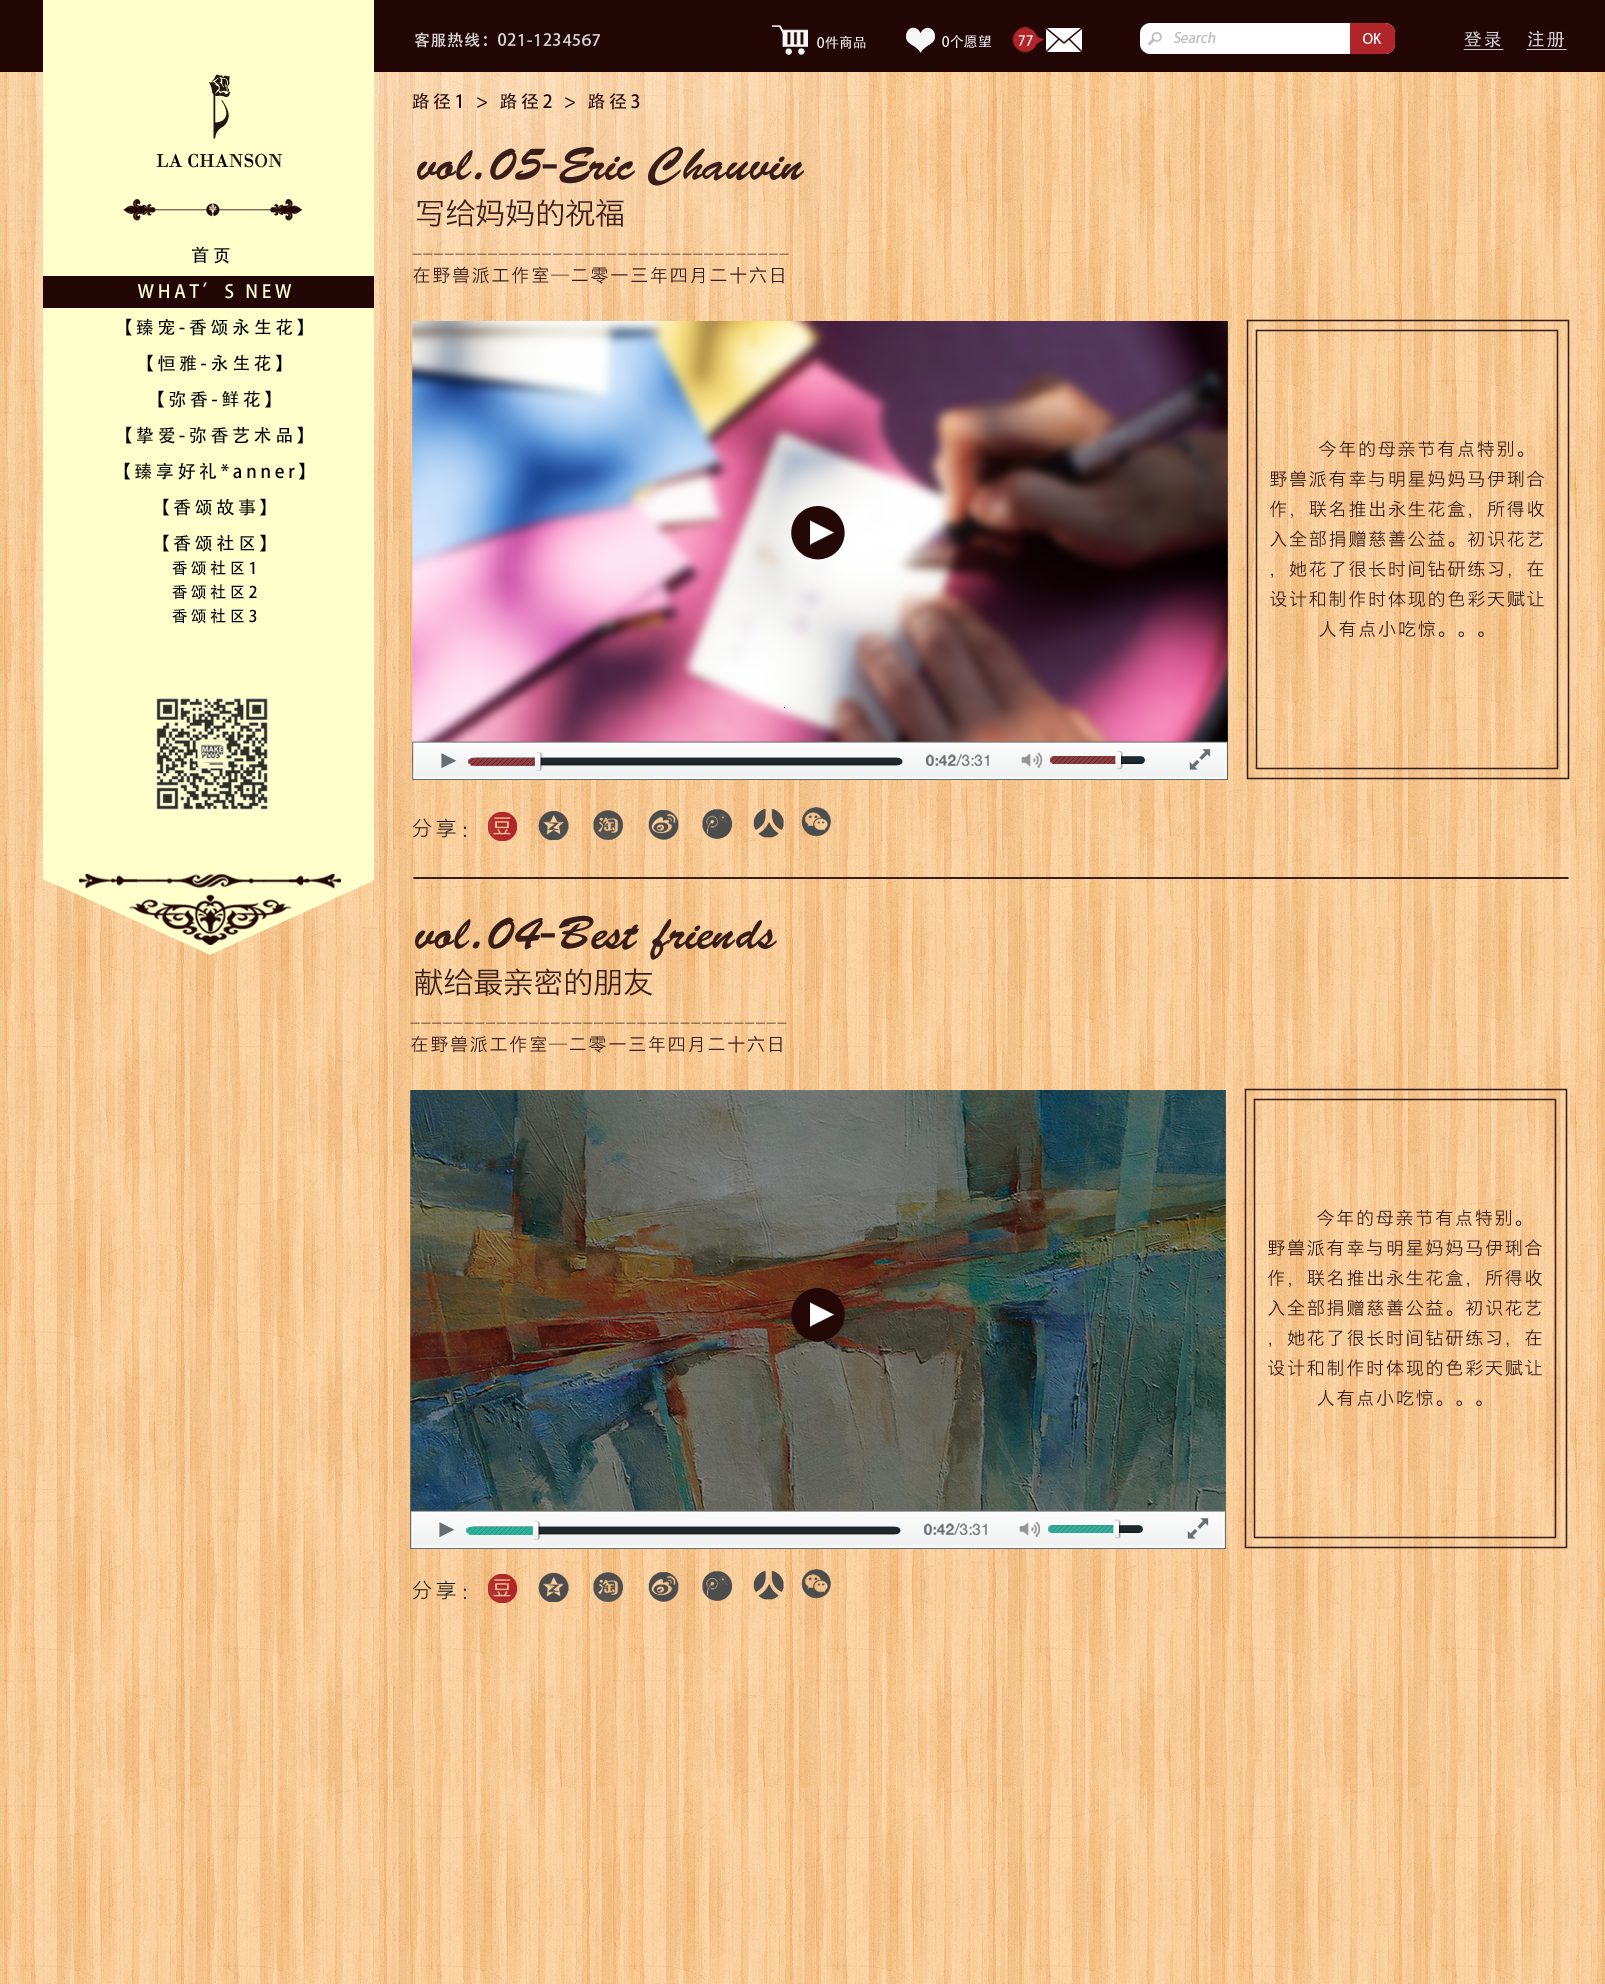 客服热线：021-1234567
0件商品
0个愿望
77
Search
OK
登录
注册
LA CHANSON
首页
WHAT'S NEW
【臻宠-香颂永生花】
【恒雅-永生花】
【弥香-鲜花】
【挚爱-弥香艺术品】
【臻享好礼*anner】
【香颂故事】
【香颂社区】
香颂社区1
香颂社区2
香颂社区3
MAKE
PLUS
路径1 > 路径2 > 路径3
vol.05-Eric Chauvin
写给妈妈的祝福
在野兽派工作室—二零一三年四月二十六日
0:42/3:31
今年的母亲节有点特别。
野兽派有幸与明星妈妈马伊琍合
作，联名推出永生花盒，所得收
入全部捐赠慈善公益。初识花艺
，她花了很长时间钻研练习，在
设计和制作时体现的色彩天赋让
人有点小吃惊。。。
分享：
豆
淘
vol.04-Best friends
献给最亲密的朋友
在野兽派工作室—二零一三年四月二十六日
0:42/3:31
今年的母亲节有点特别。
野兽派有幸与明星妈妈马伊琍合
作，联名推出永生花盒，所得收
入全部捐赠慈善公益。初识花艺
，她花了很长时间钻研练习，在
设计和制作时体现的色彩天赋让
人有点小吃惊。。。
分享：
豆
淘